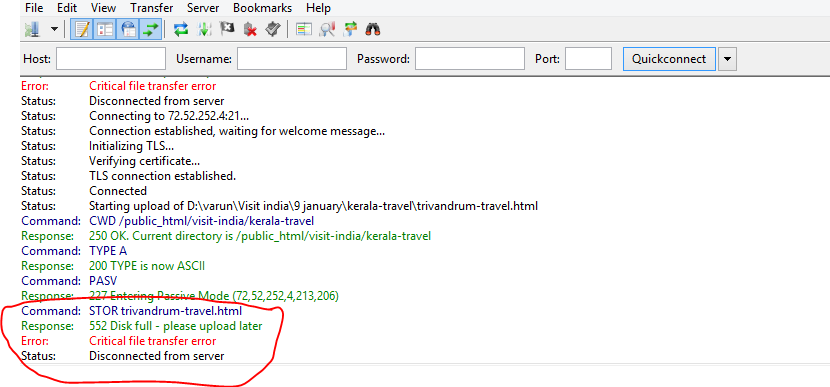 File Edit View Transfer Server Bookmarks Help
Host: Username: Password: Port: Quickconnect
Error: Critical file transfer error
Status: Disconnected from server
Status: Connecting to 72.52.252.4:21...
Status: Connection established, waiting for welcome message...
Status: Initializing TLS...
Status: Verifying certificate...
Status: TLS connection established.
Status: Connected
Status: Starting upload of D:\varun\Visit india\9 january\kerala-travel\trivandrum-travel.html
Command: CWD /public_html/visit-india/kerala-travel
Response: 250 OK. Current directory is /public_html/visit-india/kerala-travel
Command: TYPE A
Response: 200 TYPE is now ASCII
Command: PASV
Response: 227 Entering Passive Mode (72,52,252,4,213,206)
Command: STOR trivandrum-travel.html
Response: 552 Disk full - please upload later
Error: Critical file transfer error
Status: Disconnected from server